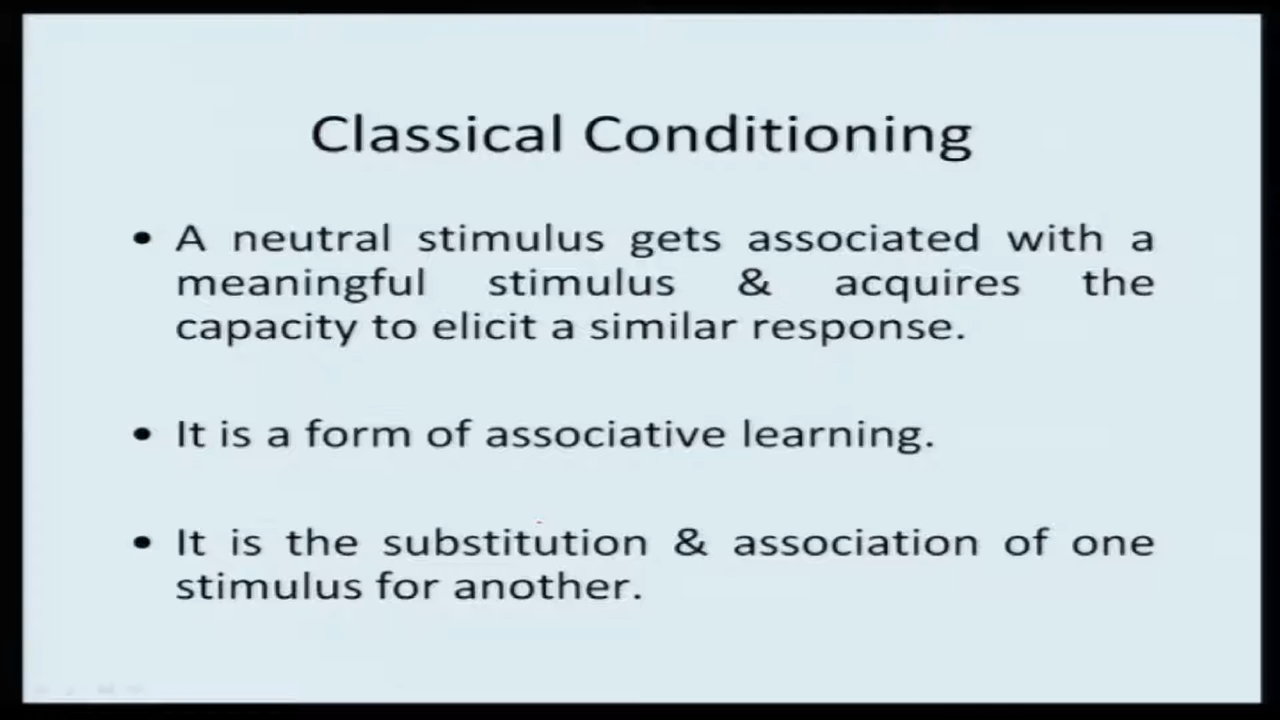 Classical Conditioning
• A neutral stimulus gets associated with a
meaningful stimulus & acquires the
capacity to elicit a similar response.
• It is a form of associative learning.
• It is the substitution & association of one
stimulus for another.